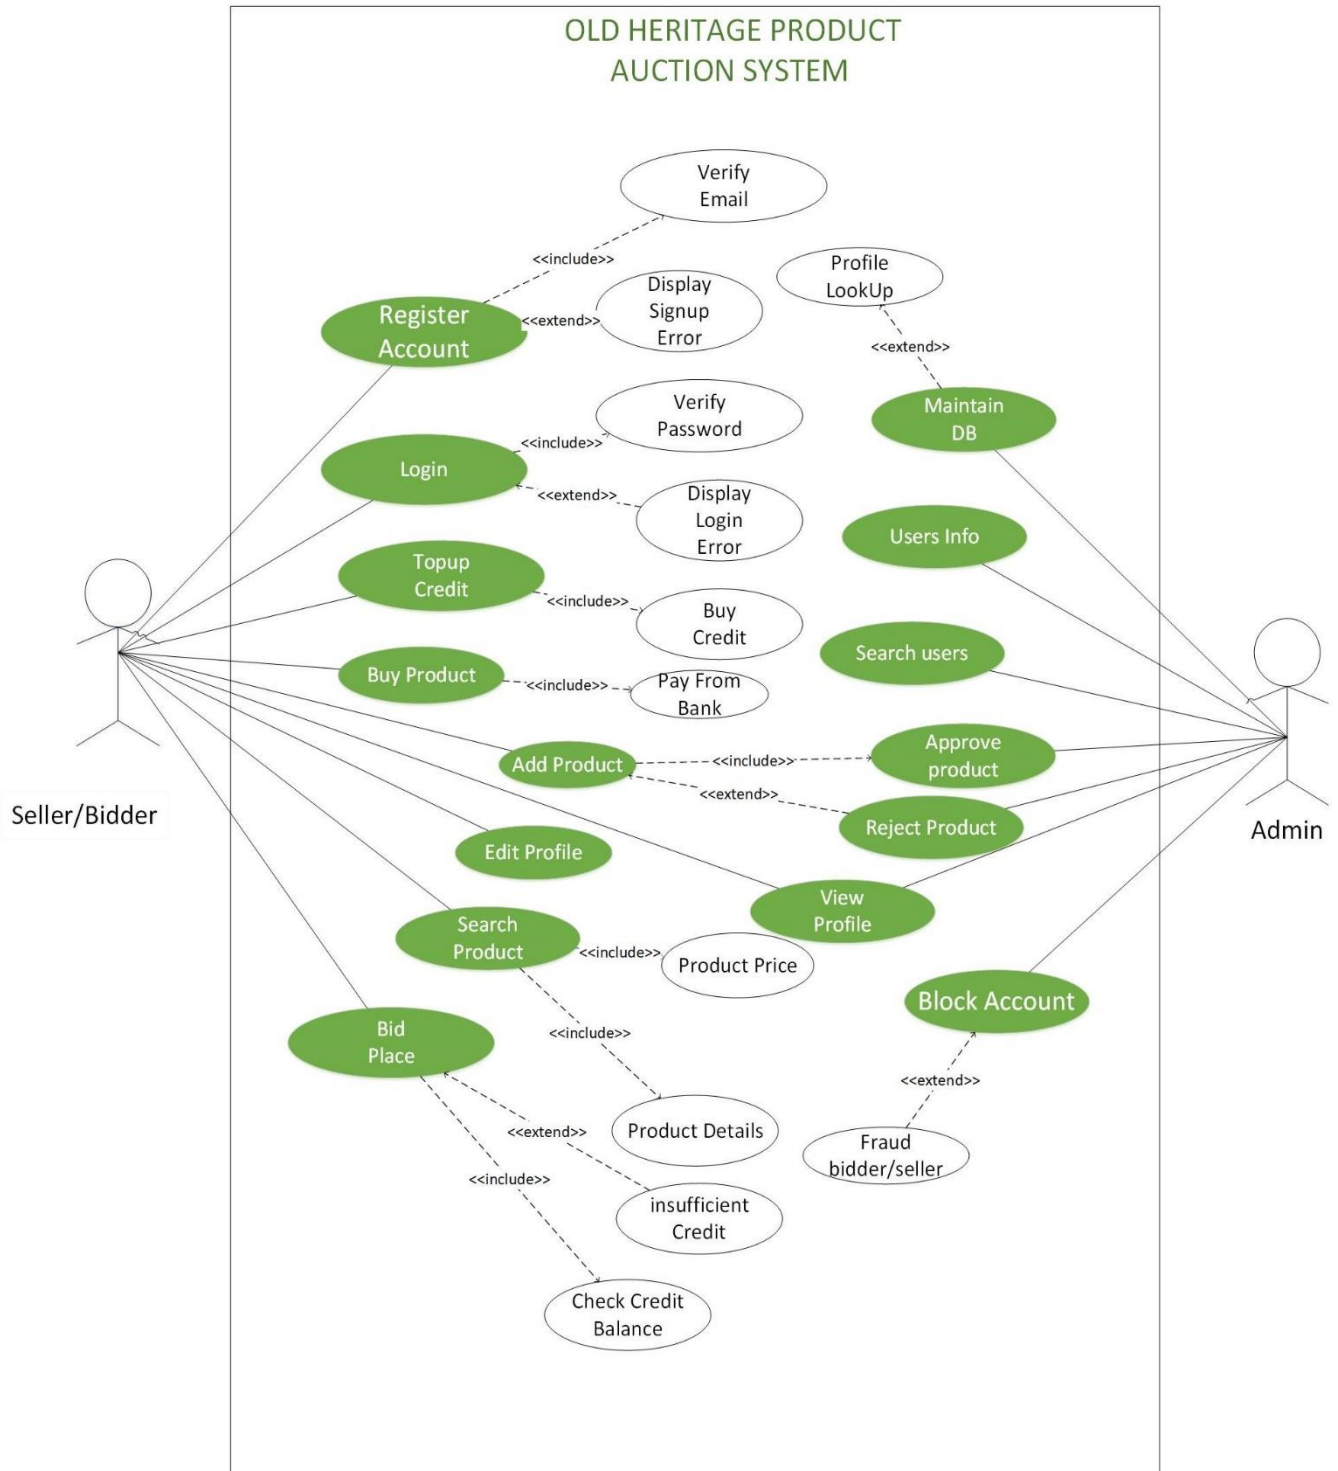 OLD HERITAGE PRODUCT
AUCTION SYSTEM
Verify
Email
<<include>>
Profile
LookUp
Display
Signup
Error
Register
Account
<<extend>>
<<extend>>
Verify
Password
Maintain
DB
<<include>>
Login
<<extend>>
Display
Login
Error
Users Info
Topup
Credit
<<include>>
Buy
Credit
Search users
Buy Product
<<include>>
Pay From
Bank
Add Product
<<include>>
Approve
product
<<extend>>
Reject Product
Seller/Bidder
Admin
Edit Profile
View
Profile
Search
Product
<<include>>
Product Price
Block Account
Bid
Place
<<include>>
<<extend>>
<<extend>>
Product Details
Fraud
bidder/seller
<<include>>
insufficient
Credit
Check Credit
Balance